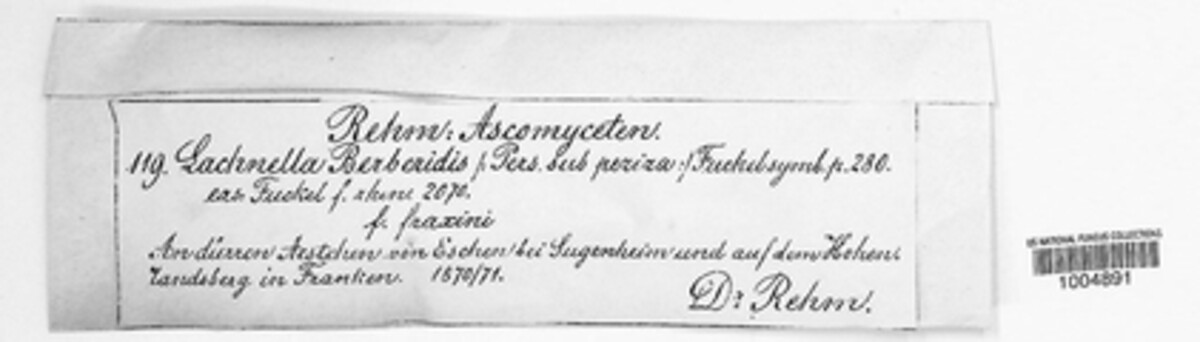 Rehm: Ascomyceten.
119. Lachnella Berberidis /: Pers. sub peziza :/ Fuckel symb. p. 280.
eas. Fuckel f. rhen. 2070.
f. fraxini
An dürren Aestchen von Eschen bei Sugenheim und auf dem Hohen
Landsberg in Franken. 1870/71.
Dr. Rehm.
US NATIONAL FUNGUS COLLECTIONS
1004891